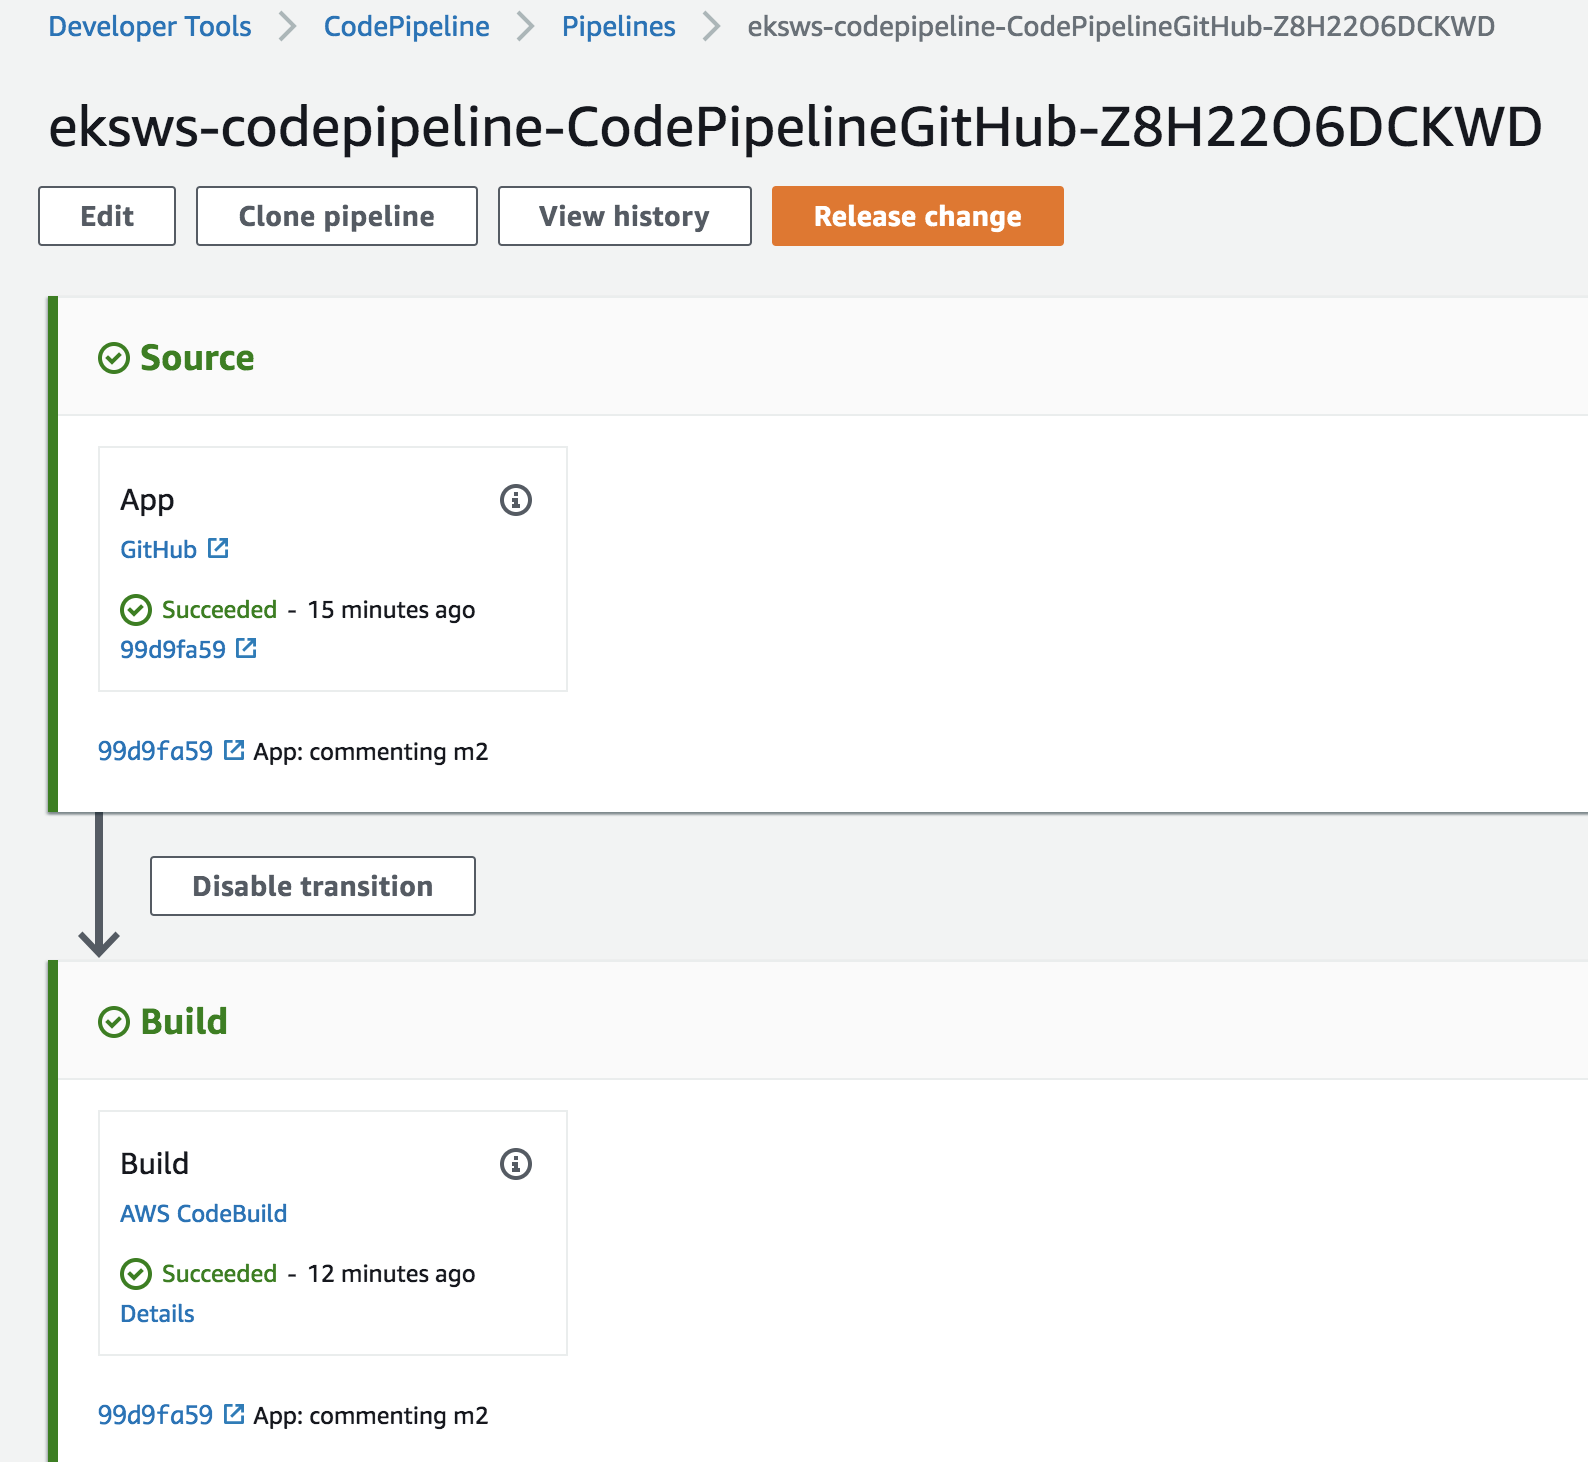 Developer Tools CodePipeline Pipelines eksws-codepipeline-CodePipelineGitHub-Z8H22O6DCKWD
eksws-codepipeline-CodePipelineGitHub-Z8H22O6DCKWD
Edit Clone pipeline View history Release change
Source
App
GitHub
Succeeded - 15 minutes ago
99d9fa59
99d9fa59 App: commenting m2
Disable transition
Build
Build
AWS CodeBuild
Succeeded - 12 minutes ago
Details
99d9fa59 App: commenting m2